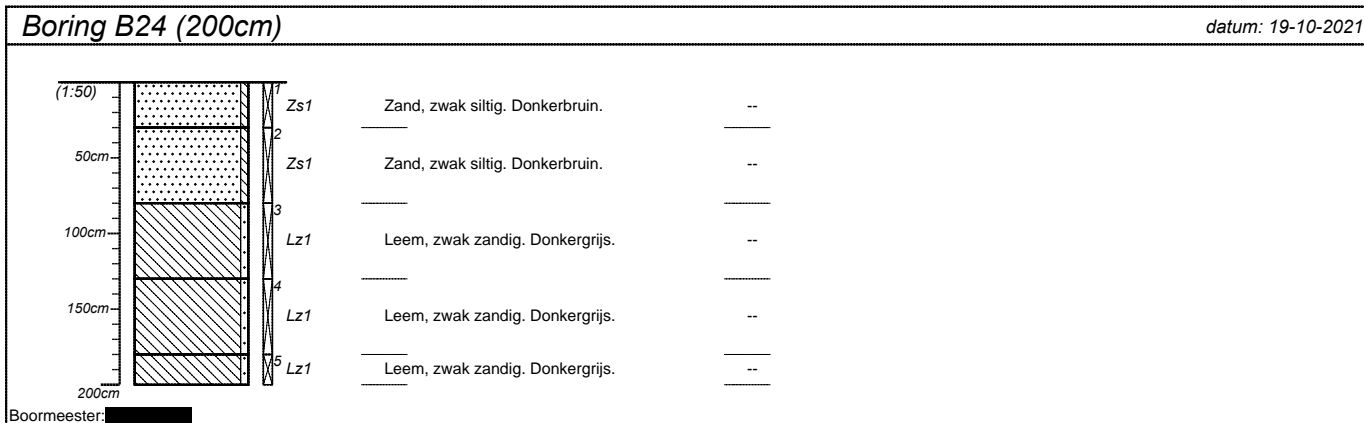 Boring B24 (200cm) datum: 19-10-2021
(1:50)
1 Zs1 Zand, zwak siltig. Donkerbruin. --
2
50cm Zs1 Zand, zwak siltig. Donkerbruin. --
3
100cm Lz1 Leem, zwak zandig. Donkergrijs. --
4
150cm Lz1 Leem, zwak zandig. Donkergrijs. --
5 Lz1 Leem, zwak zandig. Donkergrijs. --
200cm
Boormeester: